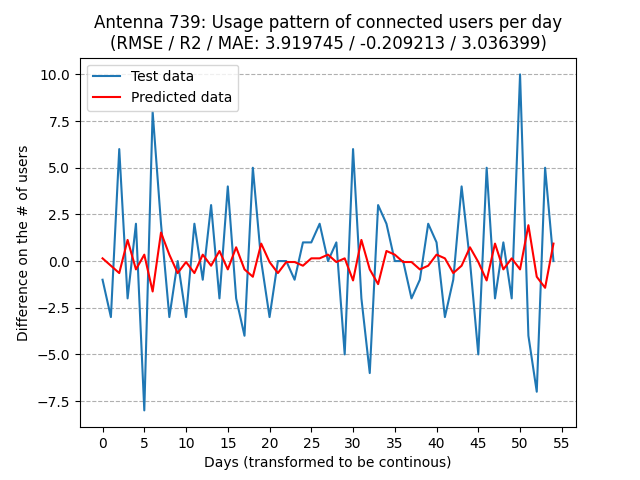 Antenna 739: Usage pattern of connected users per day
(RMSE / R2 / MAE: 3.919745 / -0.209213 / 3.036399)
Test data
Predicted data
Difference on the # of users
10.0
7.5
5.0
2.5
0.0
−2.5
−5.0
−7.5
0 5 10 15 20 25 30 35 40 45 50 55
Days (transformed to be continous)